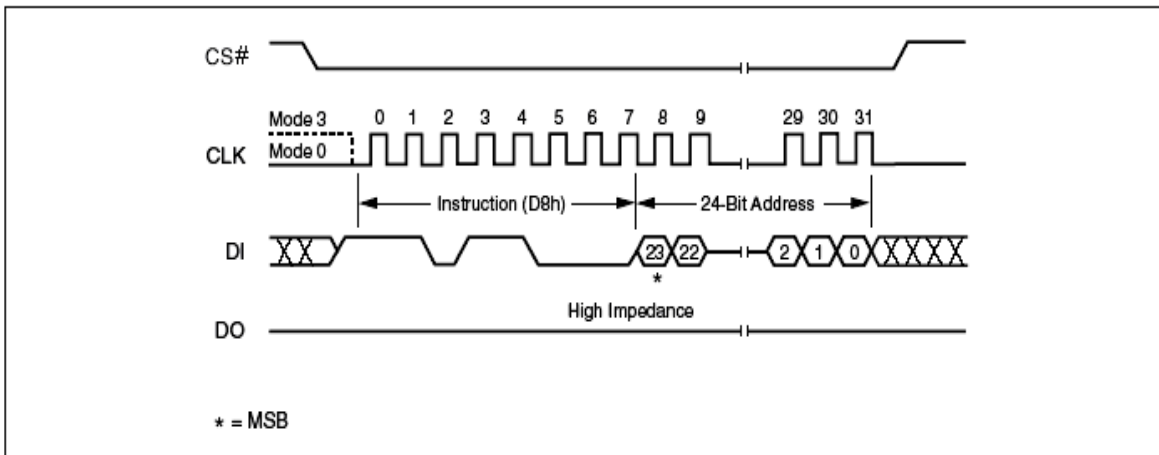 CS#
Mode 3
0 1 2 3 4 5 6 7 8 9 29 30 31
CLK
Mode 0
Instruction (D8h) 24-Bit Address
DI 23 22 2 1 0
*
High Impedance
DO
* = MSB